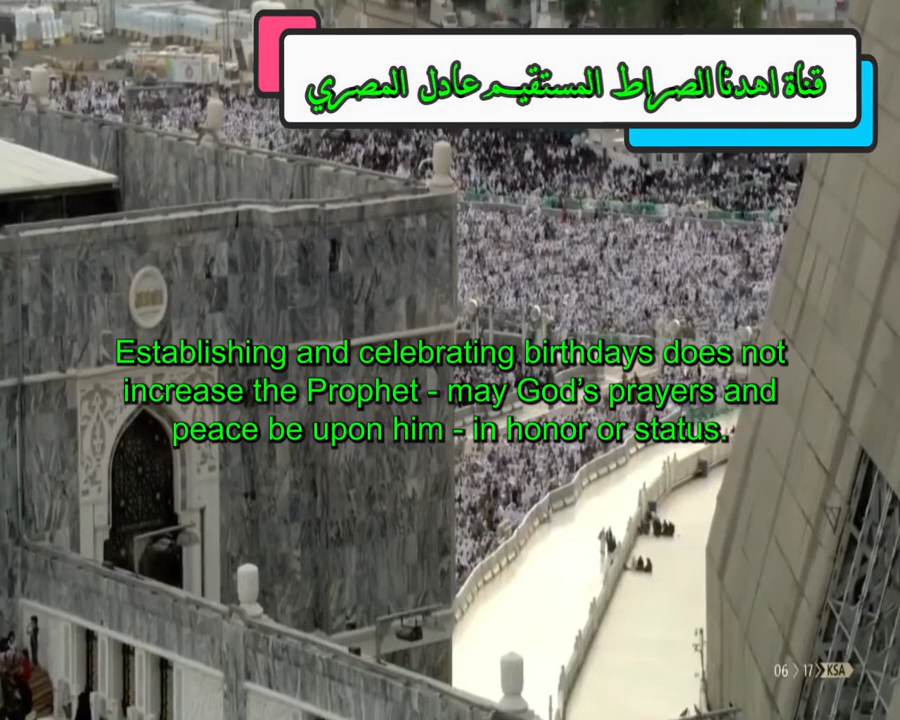 قناة اهدنا الصراط المستقيم عادل المصري
Establishing and celebrating birthdays does not
increase the Prophet - may God's prayers and
peace be upon him - in honor or status.
06 17 KSA